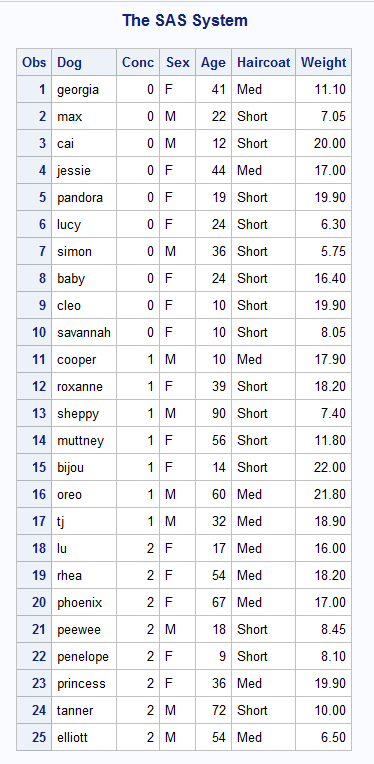 The SAS System
Obs Dog Conc Sex Age Haircoat Weight
1 georgia 0 F 41 Med 11.10
2 max 0 M 22 Short 7.05
3 cai 0 M 12 Short 20.00
4 jessie 0 F 44 Med 17.00
5 pandora 0 F 19 Short 19.90
6 lucy 0 F 24 Short 6.30
7 simon 0 M 36 Short 5.75
8 baby 0 F 24 Short 16.40
9 cleo 0 F 10 Short 19.90
10 savannah 0 F 10 Short 8.05
11 cooper 1 M 10 Med 17.90
12 roxanne 1 F 39 Short 18.20
13 sheppy 1 M 90 Short 7.40
14 muttney 1 F 56 Short 11.80
15 bijou 1 F 14 Short 22.00
16 oreo 1 M 60 Med 21.80
17 tj 1 M 32 Med 18.90
18 lu 2 F 17 Med 16.00
19 rhea 2 F 54 Med 18.20
20 phoenix 2 F 67 Med 17.00
21 peewee 2 M 18 Short 8.45
22 penelope 2 F 9 Short 8.10
23 princess 2 F 36 Med 19.90
24 tanner 2 M 72 Short 10.00
25 elliott 2 M 54 Med 6.50